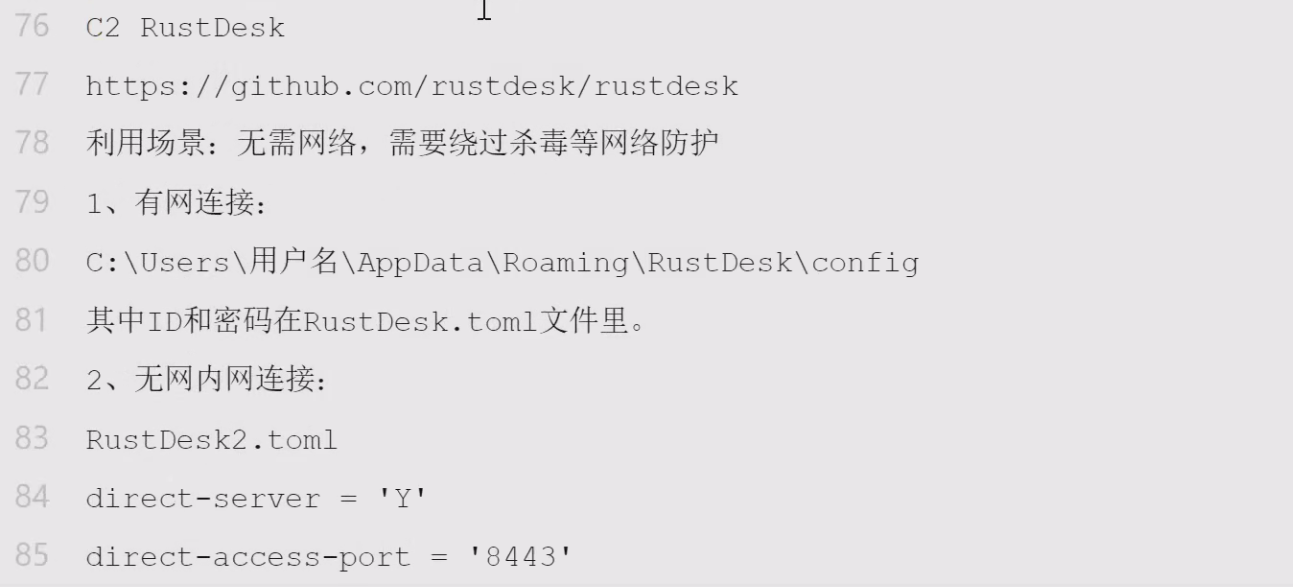 76 C2 RustDesk
77 https://github.com/rustdesk/rustdesk
78 利用场景：无需网络，需要绕过杀毒等网络防护
79 1、有网连接：
80 C:\Users\用户名\AppData\Roaming\RustDesk\config
81 其中ID和密码在RustDesk.toml文件里。
82 2、无网内网连接：
83 RustDesk2.toml
84 direct-server = 'Y'
85 direct-access-port = '8443'